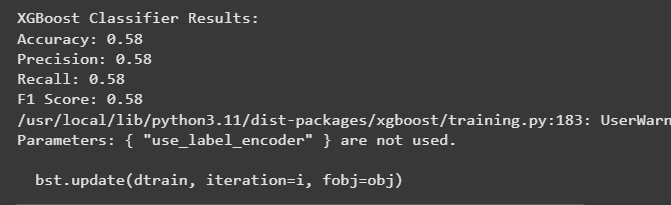 XGBoost Classifier Results:
Accuracy: 0.58
Precision: 0.58
Recall: 0.58
F1 Score: 0.58
/usr/local/lib/python3.11/dist-packages/xgboost/training.py:183: UserWarn
Parameters: { "use_label_encoder" } are not used.
bst.update(dtrain, iteration=i, fobj=obj)